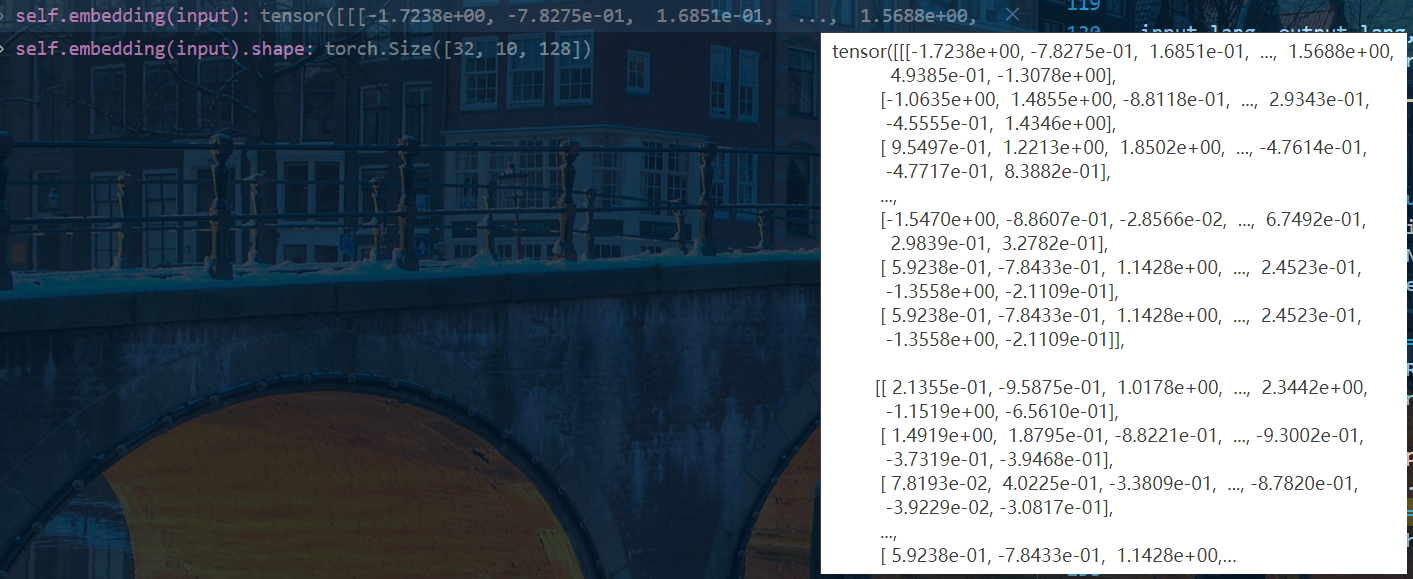 self.embedding(input): tensor([[[-1.7238e+00, -7.8275e-01,  1.6851e-01,  ...,  1.5688e+00,
self.embedding(input).shape: torch.Size([32, 10, 128])
119
tensor([[[-1.7238e+00, -7.8275e-01,  1.6851e-01,  ...,  1.5688e+00,
4.9385e-01, -1.3078e+00],
[-1.0635e+00,  1.4855e+00, -8.8118e-01,  ...,  2.9343e-01,
-4.5555e-01,  1.4346e+00],
[ 9.5497e-01,  1.2213e+00,  1.8502e+00,  ..., -4.7614e-01,
-4.7717e-01,  8.3882e-01],
...,
[-1.5470e+00, -8.8607e-01, -2.8566e-02,  ...,  6.7492e-01,
2.9839e-01,  3.2782e-01],
[ 5.9238e-01, -7.8433e-01,  1.1428e+00,  ...,  2.4523e-01,
-1.3558e+00, -2.1109e-01],
[ 5.9238e-01, -7.8433e-01,  1.1428e+00,  ...,  2.4523e-01,
-1.3558e+00, -2.1109e-01]],
[[ 2.1355e-01, -9.5875e-01,  1.0178e+00,  ...,  2.3442e+00,
-1.1519e+00, -6.5610e-01],
[ 1.4919e+00,  1.8795e-01, -8.8221e-01,  ..., -9.3002e-01,
-3.7319e-01, -3.9468e-01],
[ 7.8193e-02,  4.0225e-01, -3.3809e-01,  ..., -8.7820e-01,
-3.9229e-02, -3.0817e-01],
...,
[ 5.9238e-01, -7.8433e-01,  1.1428e+00,...